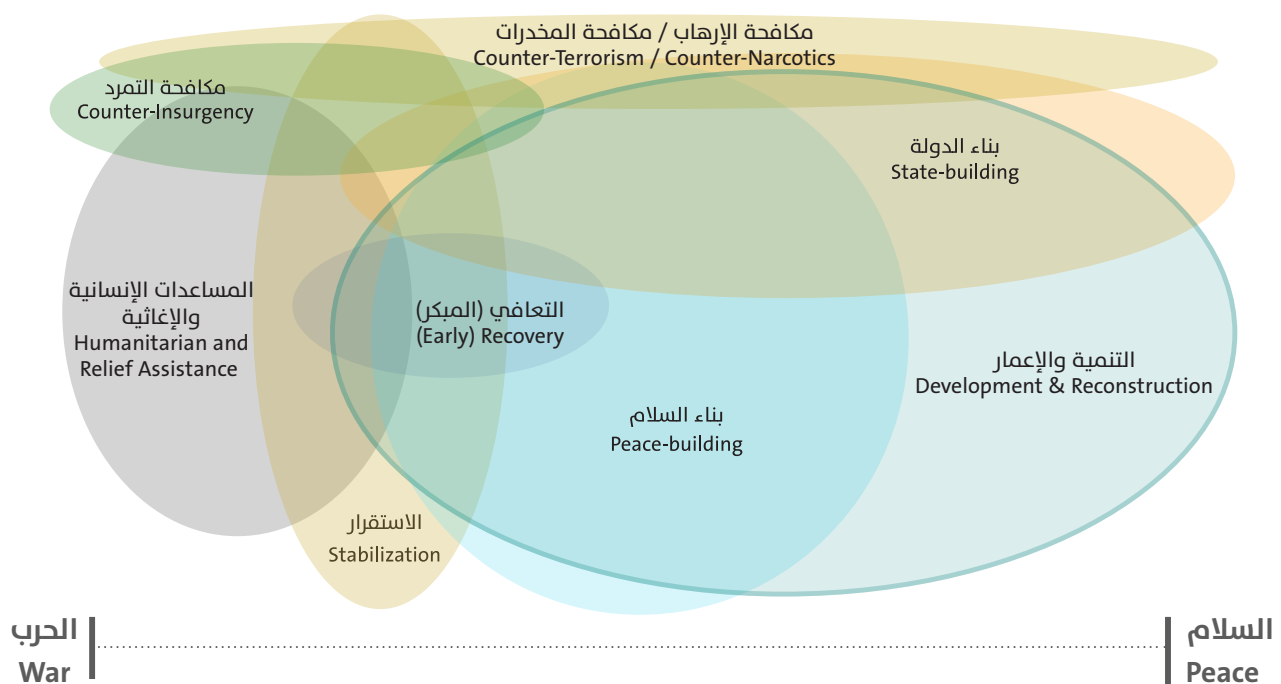 مكافحة الإرهاب / مكافحة المخدرات
Counter-Terrorism / Counter-Narcotics
مكافحة التمرد
Counter-Insurgency
بناء الدولة
State-building
المساعدات الإنسانية
والإغاثية
Humanitarian and
Relief Assistance
التعافي (المبكر)
(Early) Recovery
التنمية والإعمار
Development & Reconstruction
بناء السلام
Peace-building
الاستقرار
Stabilization
الحرب
War
السلام
Peace